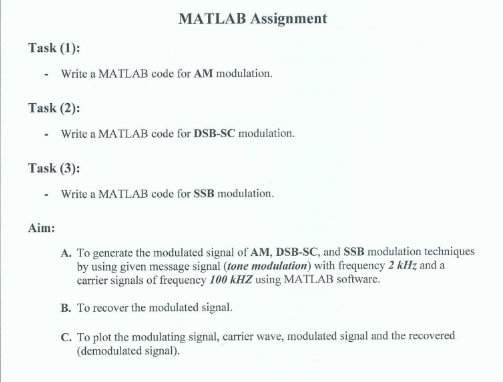 MATLAB Assignment
Task (1):
- Write a MATLAB code for AM modulation.
Task (2):
- Write a MATLAB code for DSB-SC modulation.
Task (3):
- Write a MATLAB code for SSB modulation.
Aim:
A. To generate the modulated signal of AM, DSB-SC, and SSB modulation techniques
by using given message signal (tone modulation) with frequency 2 kHz and a
carrier signals of frequency 100 kHZ using MATLAB software.
B. To recover the modulated signal.
C. To plot the modulating signal, carrier wave, modulated signal and the recovered
(demodulated signal).